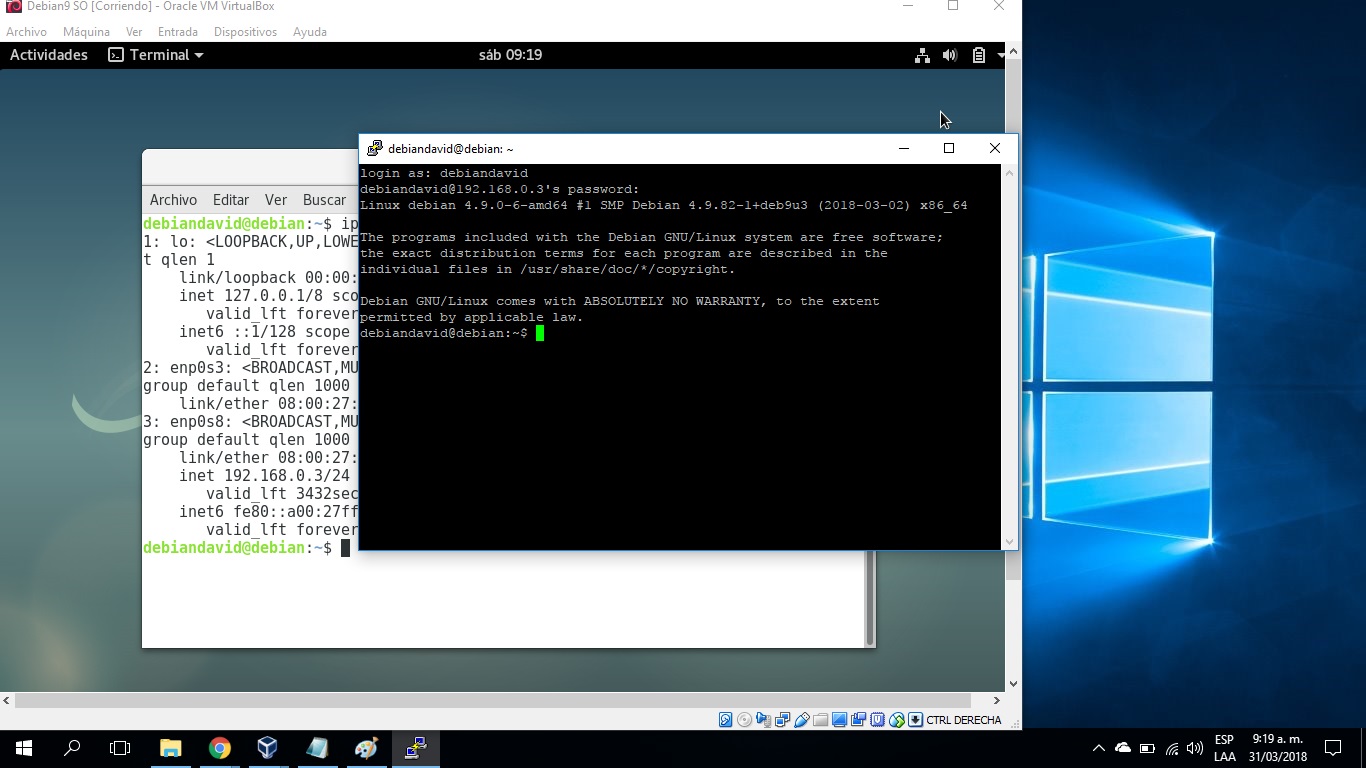 Debian9 SO [Corriendo] - Oracle VM VirtualBox
Archivo Máquina Ver Entrada Dispositivos Ayuda
Actividades Terminal sáb 09:19
debiandavid@debian: ~
login as: debiandavid
debiandavid@192.168.0.3's password:
Linux debian 4.9.0-6-amd64 #1 SMP Debian 4.9.82-1+deb9u3 (2018-03-02) x86_64
The programs included with the Debian GNU/Linux system are free software;
the exact distribution terms for each program are described in the
individual files in /usr/share/doc/*/copyright.
Debian GNU/Linux comes with ABSOLUTELY NO WARRANTY, to the extent
permitted by applicable law.
debiandavid@debian:~$
Archivo Editar Ver Buscar
debiandavid@debian:~$ ip
1: lo: <LOOPBACK,UP,LOWE
t qlen 1
link/loopback 00:00:
inet 127.0.0.1/8 sco
valid_lft forever
inet6 ::1/128 scope
valid_lft forever
2: enp0s3: <BROADCAST,MU
group default qlen 1000
link/ether 08:00:27:
3: enp0s8: <BROADCAST,MU
group default qlen 1000
link/ether 08:00:27:
inet 192.168.0.3/24
valid_lft 3432sec
inet6 fe80::a00:27ff
valid_lft forever
debiandavid@debian:~$
CTRL DERECHA
ESP
LAA
9:19 a. m.
31/03/2018